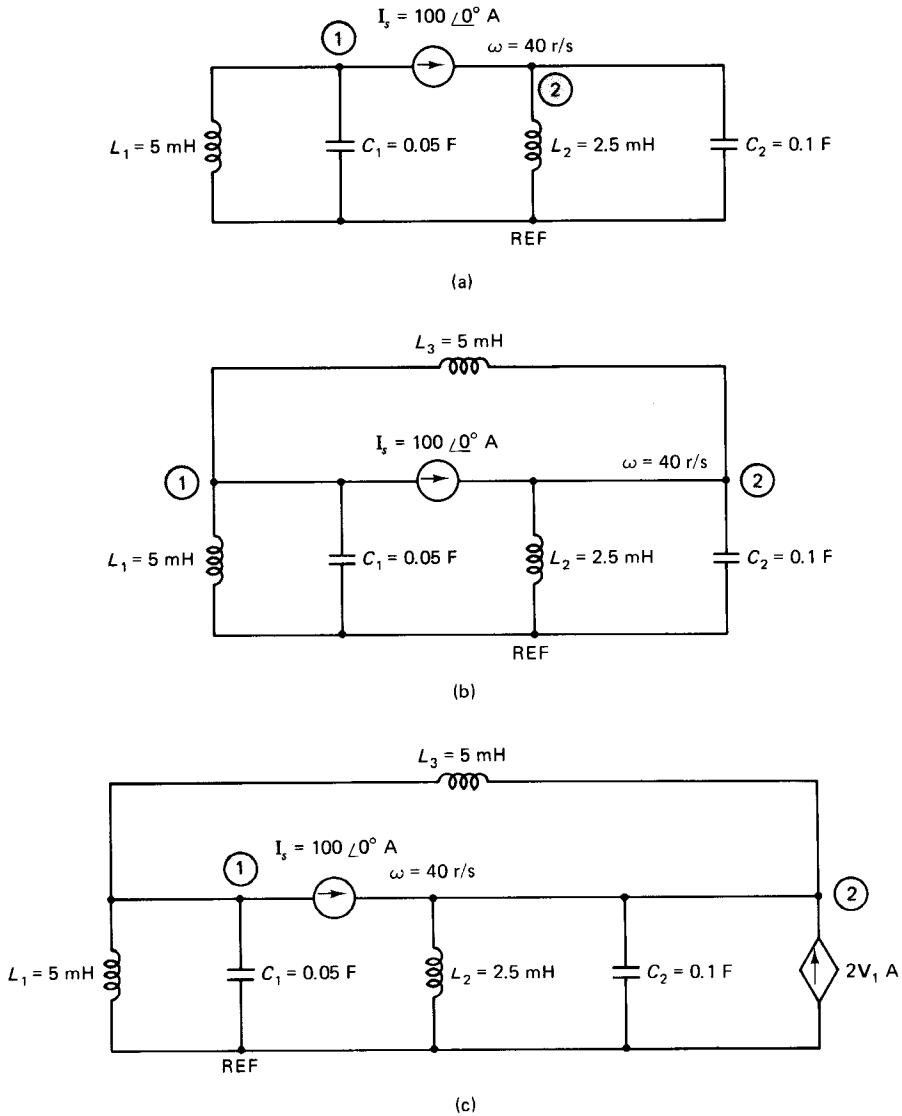 I_s = 100 ∠0° A
1
ω = 40 r/s
2
L_1 = 5 mH
C_1 = 0.05 F
L_2 = 2.5 mH
C_2 = 0.1 F
REF
(a)
L_3 = 5 mH
I_s = 100 ∠0° A
ω = 40 r/s
1
2
L_1 = 5 mH
C_1 = 0.05 F
L_2 = 2.5 mH
C_2 = 0.1 F
REF
(b)
L_3 = 5 mH
I_s = 100 ∠0° A
1
ω = 40 r/s
2
L_1 = 5 mH
C_1 = 0.05 F
L_2 = 2.5 mH
C_2 = 0.1 F
2V_1 A
REF
(c)